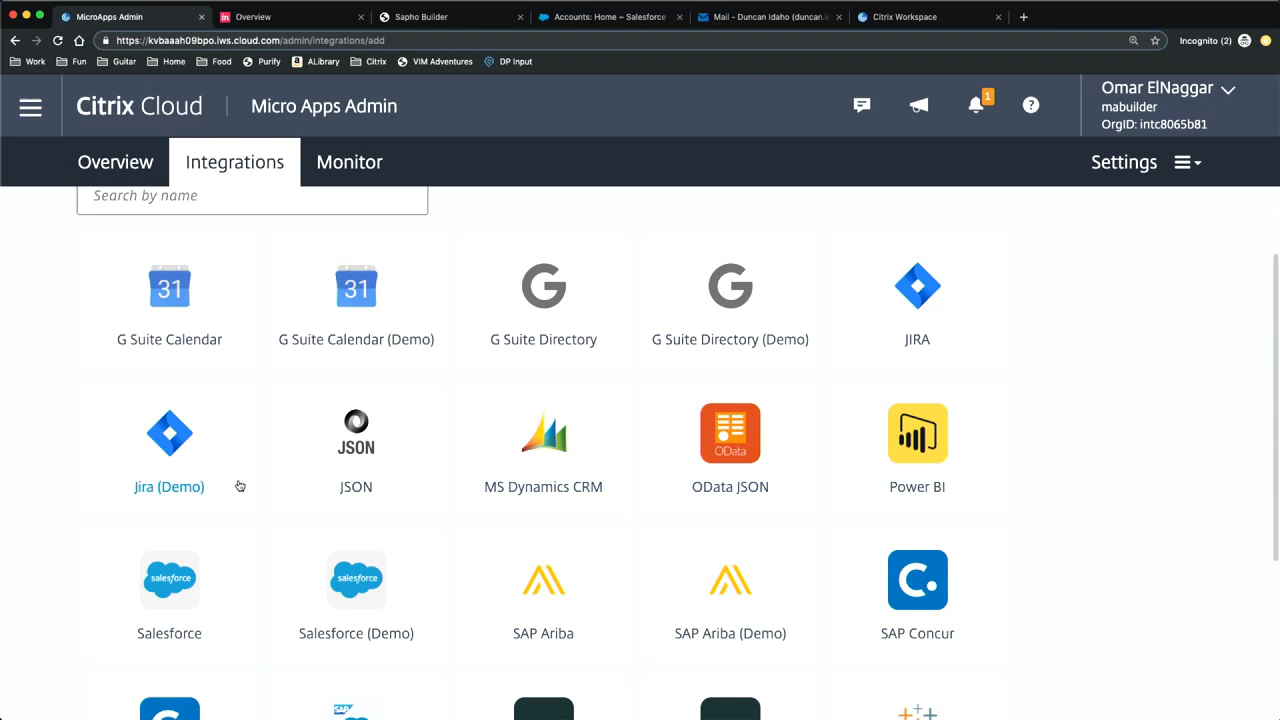 MicroApps Admin
Overview
Sapho Builder
Accounts: Home ~ Salesforce
Mail - Duncan Idaho (duncan.i
Citrix Workspace
https://kvbaaah09bpo.iws.cloud.com/admin/integrations/add
Incognito (2)
Work
Fun
Guitar
Home
Food
Purify
ALibrary
Citrix
VIM Adventures
DP Input
Citrix Cloud
Micro Apps Admin
1
Omar ElNaggar
mabuilder
OrgID: intc8065b81
Overview
Integrations
Monitor
Settings
Search by name
31
31
G Suite Calendar
G Suite Calendar (Demo)
G Suite Directory
G Suite Directory (Demo)
JIRA
JSON
OData
Jira (Demo)
JSON
MS Dynamics CRM
OData JSON
Power BI
salesforce
salesforce
Salesforce
Salesforce (Demo)
SAP Ariba
SAP Ariba (Demo)
SAP Concur
SAP